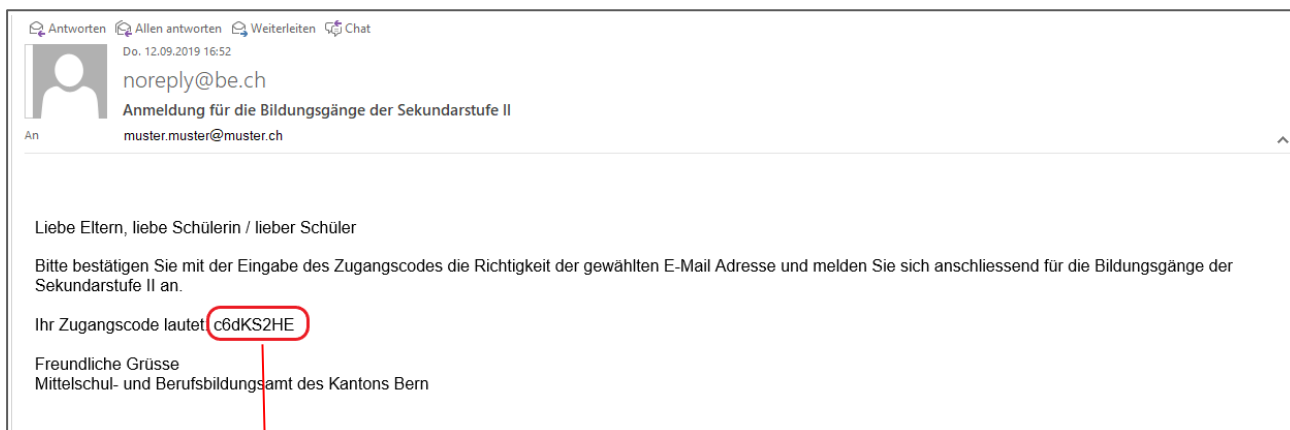 Antworten Allen antworten Weiterleiten Chat
Do. 12.09.2019 16:52
noreply@be.ch
Anmeldung für die Bildungsgänge der Sekundarstufe II
An muster.muster@muster.ch
Liebe Eltern, liebe Schülerin / lieber Schüler
Bitte bestätigen Sie mit der Eingabe des Zugangscodes die Richtigkeit der gewählten E-Mail Adresse und melden Sie sich anschliessend für die Bildungsgänge der
Sekundarstufe II an.
Ihr Zugangscode lautet: c6dKS2HE
Freundliche Grüsse
Mittelschul- und Berufsbildungsamt des Kantons Bern